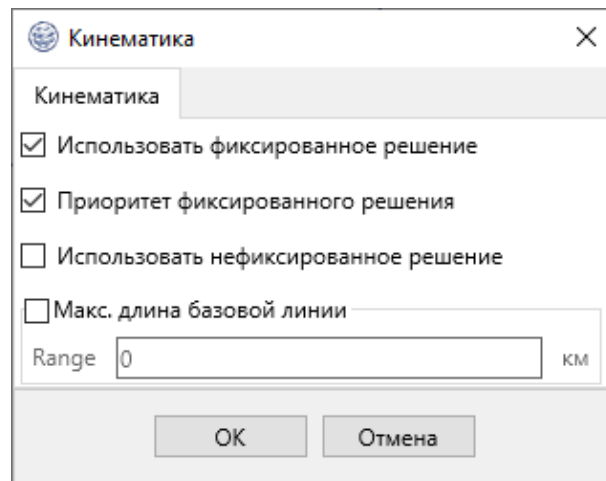 Кинематика
Кинематика
Использовать фиксированное решение
Приоритет фиксированного решения
Использовать нефиксированное решение
Макс. длина базовой линии
Range 0 км
OK Отмена